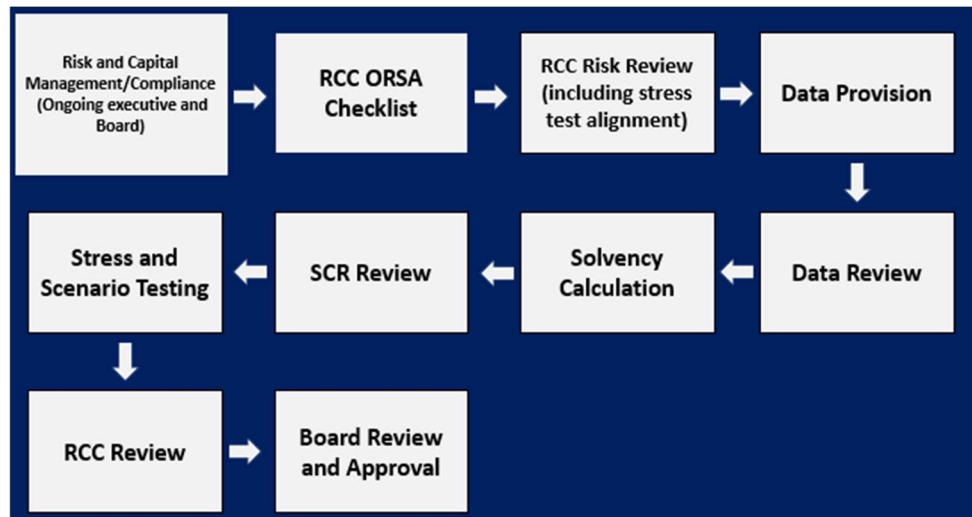 Risk and Capital
Management/Compliance
(Ongoing executive and
Board)
RCC ORSA
Checklist
RCC Risk Review
(including stress
test alignment)
Data Provision
Data Review
Solvency
Calculation
SCR Review
Stress and
Scenario Testing
RCC Review
Board Review
and Approval